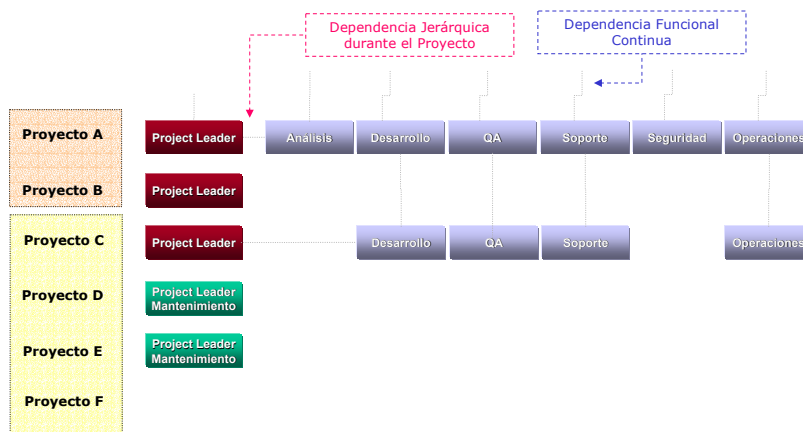 Dependencia Jerárquica
durante el Proyecto
Dependencia Funcional
Continua
Proyecto A
Project Leader
Análisis
Desarrollo
QA
Soporte
Seguridad
Operaciones
Proyecto B
Project Leader
Proyecto C
Project Leader
Desarrollo
QA
Soporte
Operaciones
Proyecto D
Project Leader
Mantenimiento
Proyecto E
Project Leader
Mantenimiento
Proyecto F